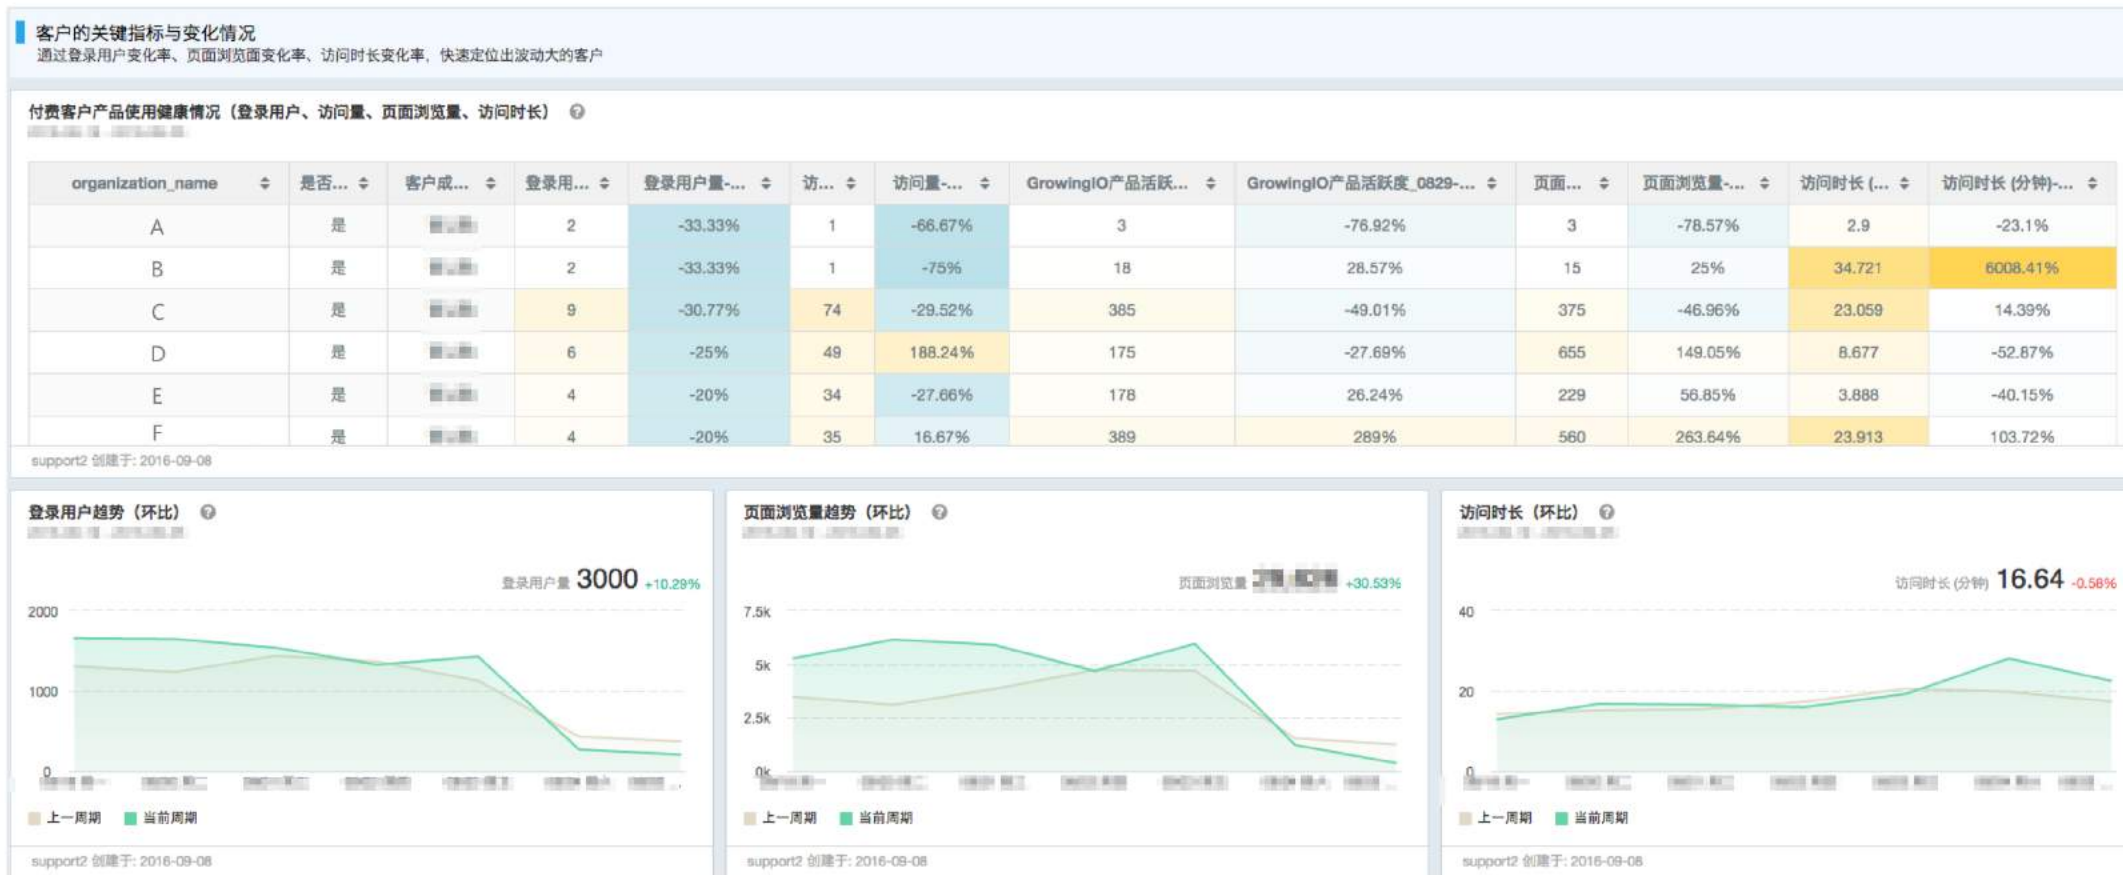 客户的关键指标与变化情况
通过登录用户变化率、页面浏览面变化率、访问时长变化率，快速定位出波动大的客户
付费客户产品使用健康情况（登录用户、访问量、页面浏览量、访问时长）
organization_name 是否... 客户成... 登录用... 登录用户量-... 访... 访问量-... GrowingIO产品活跃... GrowingIO产品活跃度_0829-... 页面... 页面浏览量-... 访问时长 (... 访问时长 (分钟)-...
A 是 2 -33.33% 1 -66.67% 3 -76.92% 3 -78.57% 2.9 -23.1%
B 是 2 -33.33% 1 -75% 18 28.57% 15 25% 34.721 6008.41%
C 是 9 -30.77% 74 -29.52% 385 -49.01% 375 -46.96% 23.059 14.39%
D 是 6 -25% 49 188.24% 175 -27.69% 655 149.05% 8.677 -52.87%
E 是 4 -20% 34 -27.66% 178 26.24% 229 56.85% 3.888 -40.15%
F 是 4 -20% 35 16.67% 389 289% 560 263.64% 23.913 103.72%
support2 创建于: 2016-09-08
登录用户趋势（环比）
登录用户量 3000 +10.29%
2000
1000
0
上一周期 当前周期
support2 创建于: 2016-09-08
页面浏览量趋势（环比）
页面浏览量 +30.53%
7.5k
5k
2.5k
0k
上一周期 当前周期
support2 创建于: 2016-09-08
访问时长（环比）
访问时长 (分钟) 16.64 -0.58%
40
20
0
上一周期 当前周期
support2 创建于: 2016-09-08